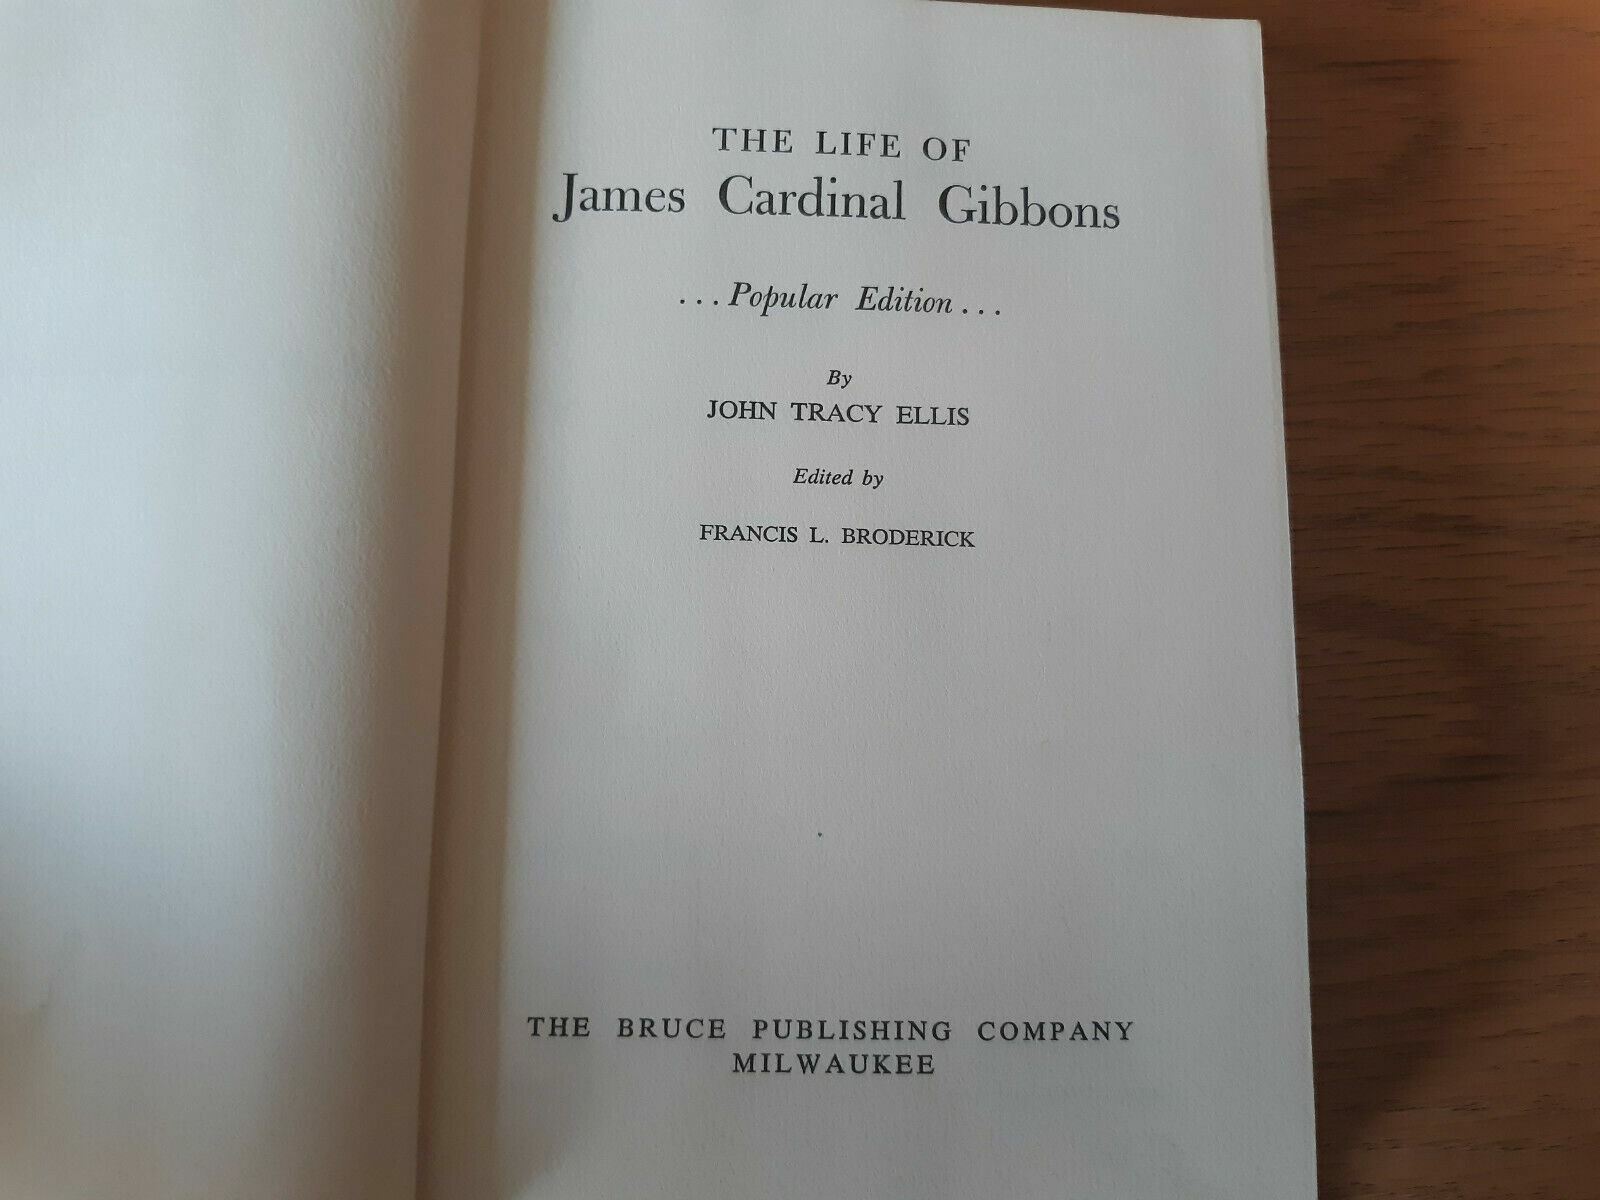 THE LIFE OF
James Cardinal Gibbons
...Popular Edition...
By
JOHN TRACY ELLIS
Edited by
FRANCIS L. BRODERICK
THE BRUCE PUBLISHING COMPANY
MILWAUKEE